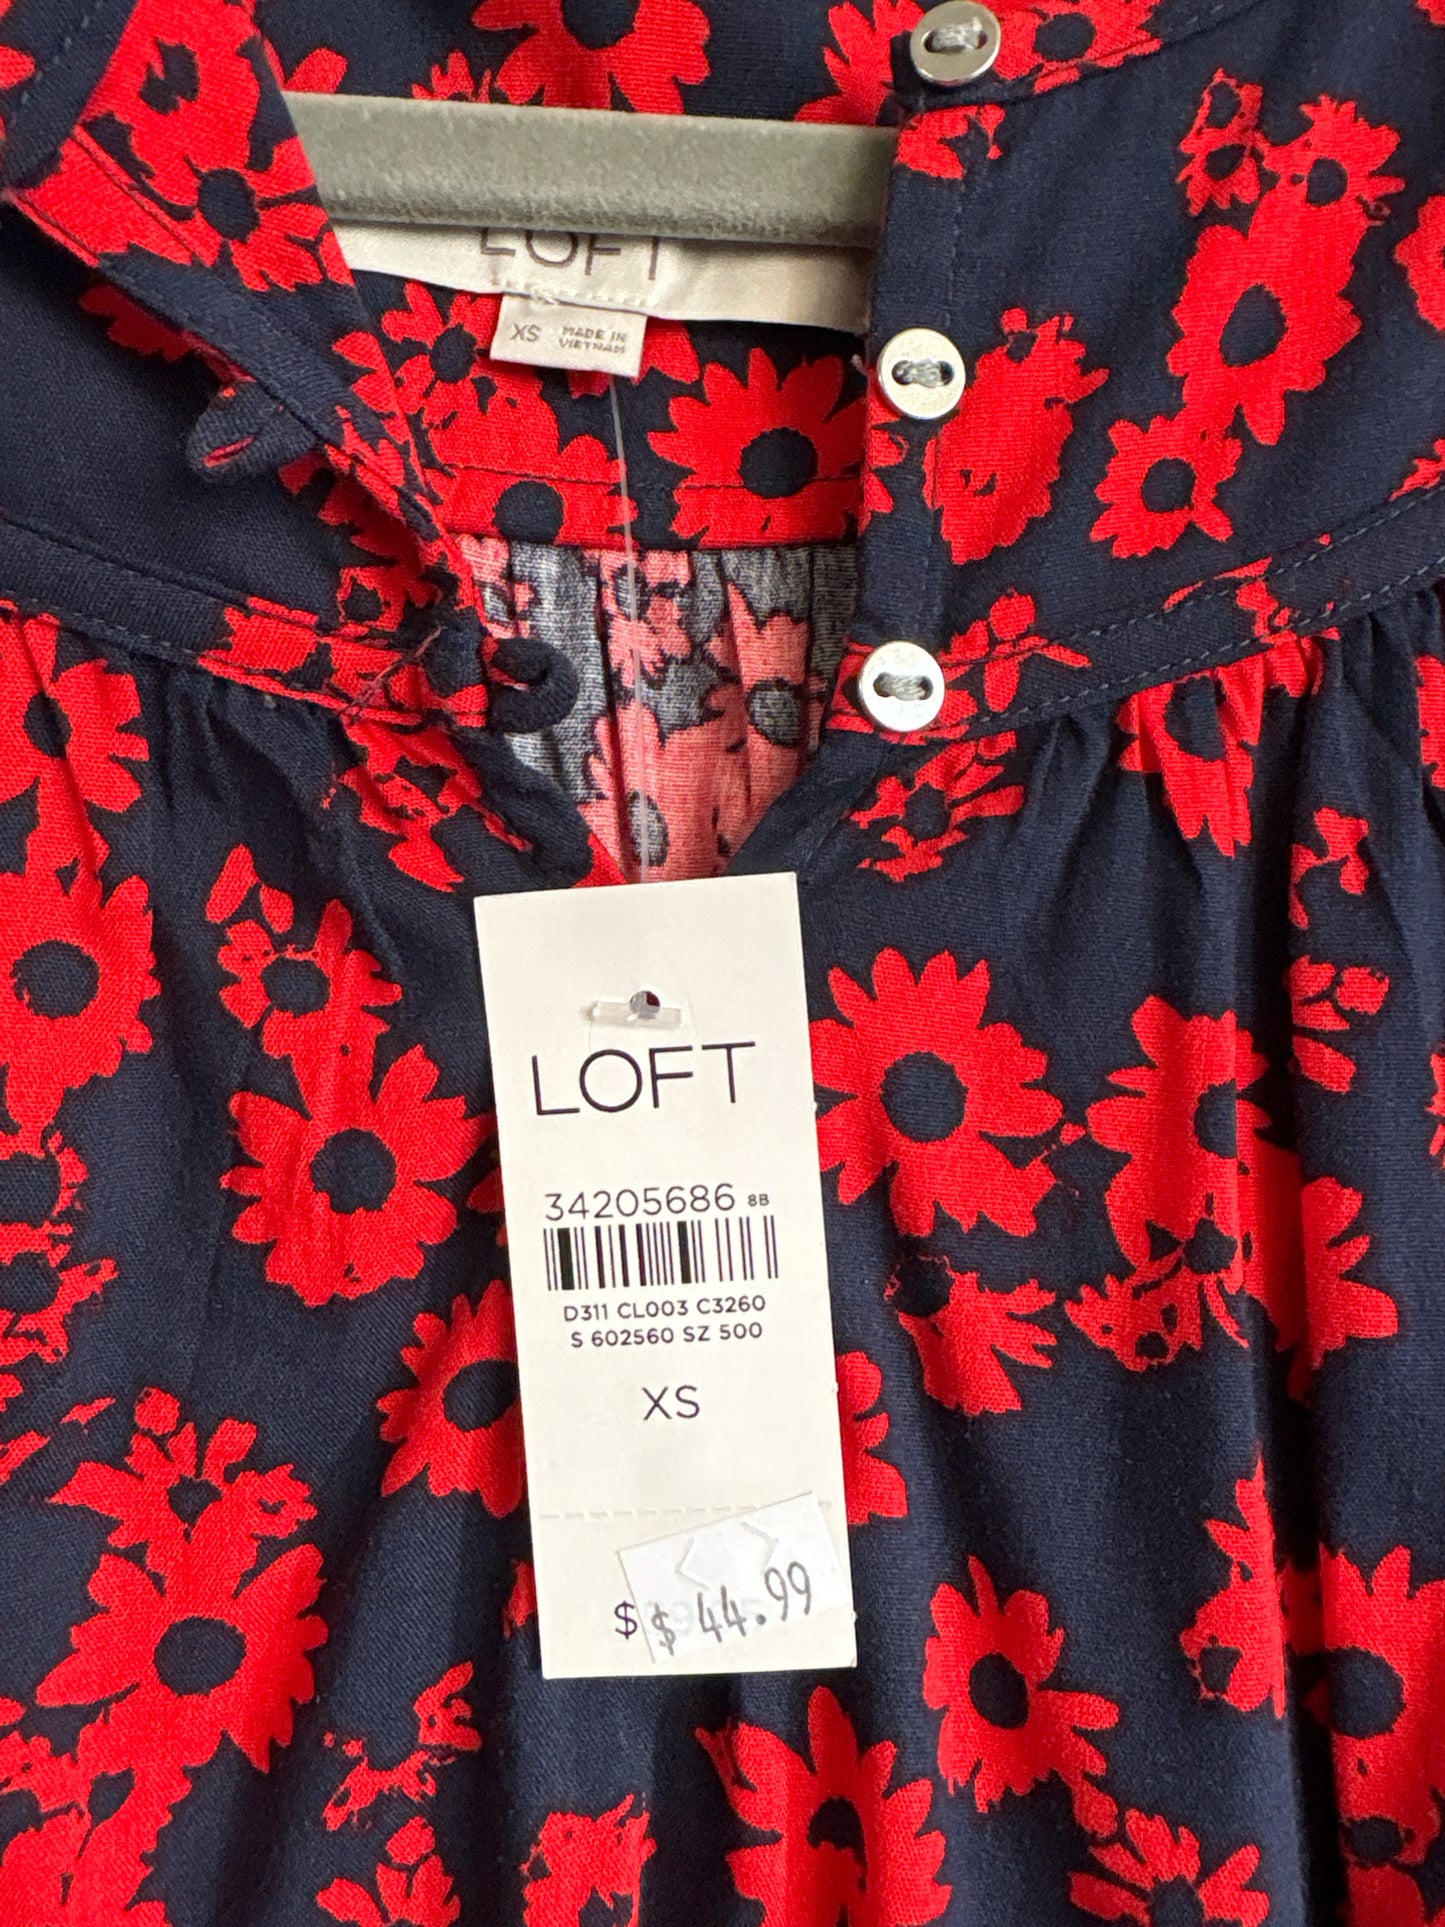 LOFT
XS MADE IN
VIETNAM
LOFT
34205686 8B
D311 CL003 C3260
S 602560 SZ 500
XS
$ $44.99